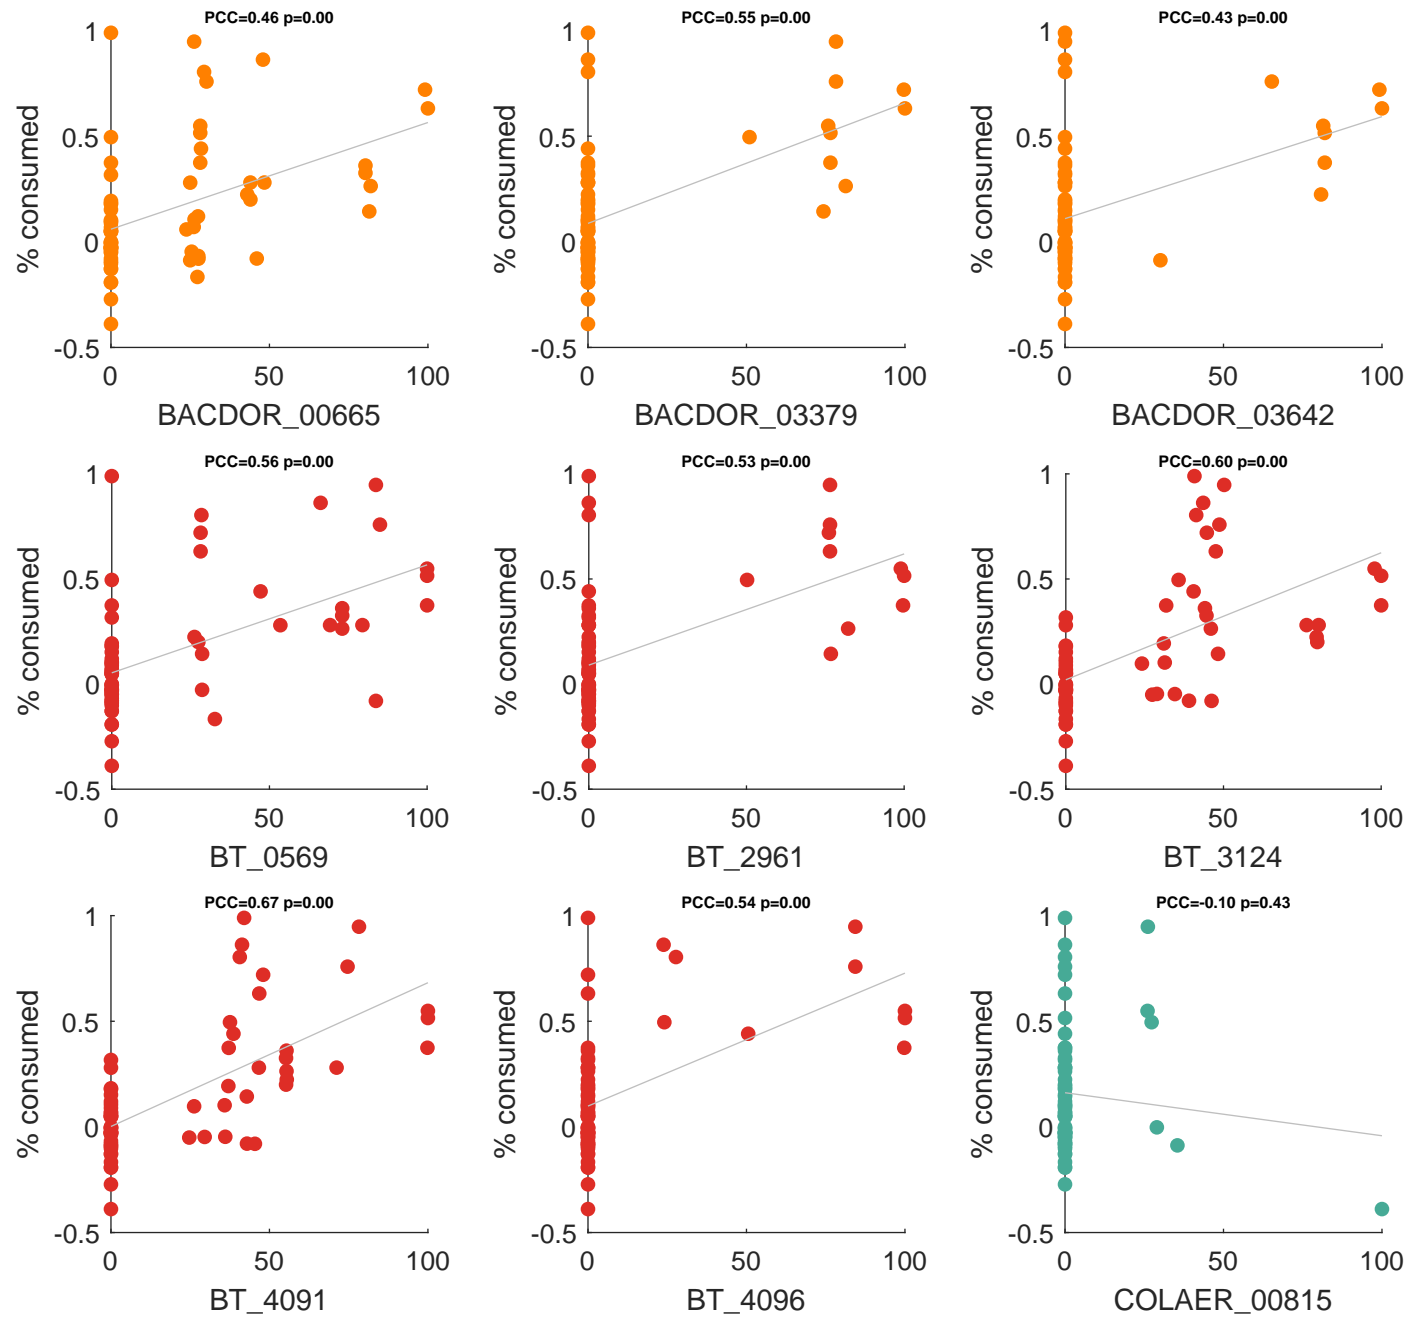 PCC=0.46 p=0.00
1
0.5
0
-0.5
% consumed
0 50 100
BACDOR_00665
PCC=0.55 p=0.00
1
0.5
0
-0.5
% consumed
0 50 100
BACDOR_03379
PCC=0.43 p=0.00
1
0.5
0
-0.5
% consumed
0 50 100
BACDOR_03642
PCC=0.56 p=0.00
1
0.5
0
-0.5
% consumed
0 50 100
BT_0569
PCC=0.53 p=0.00
1
0.5
0
-0.5
% consumed
0 50 100
BT_2961
PCC=0.60 p=0.00
1
0.5
0
-0.5
% consumed
0 50 100
BT_3124
PCC=0.67 p=0.00
1
0.5
0
-0.5
% consumed
0 50 100
BT_4091
PCC=0.54 p=0.00
1
0.5
0
-0.5
% consumed
0 50 100
BT_4096
PCC=-0.10 p=0.43
1
0.5
0
-0.5
% consumed
0 50 100
COLAER_00815